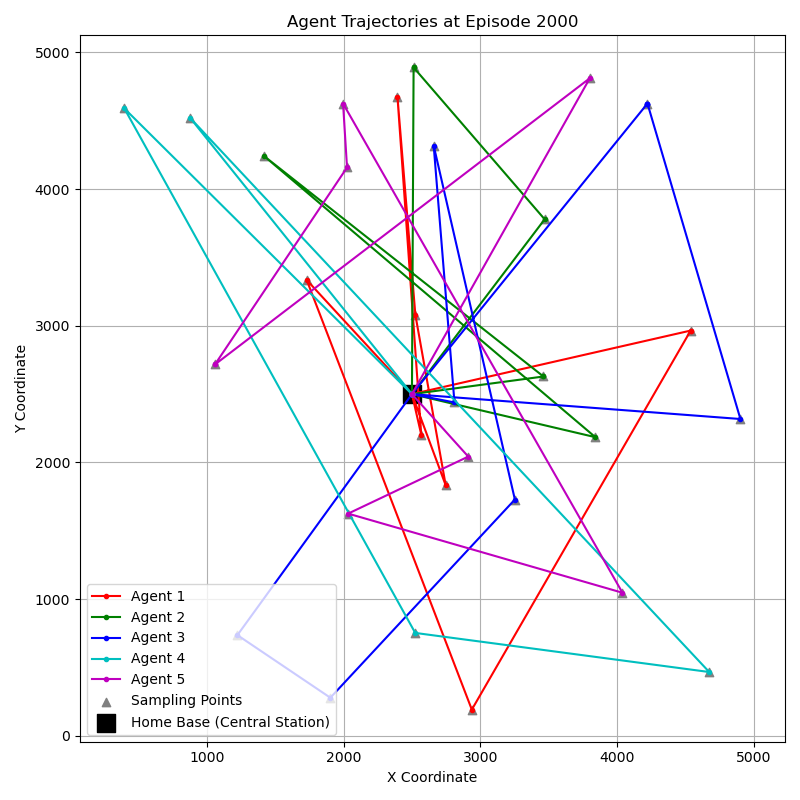 Agent Trajectories at Episode 2000
Y Coordinate
5000
4000
3000
2000
1000
0
Agent 1
Agent 2
Agent 3
Agent 4
Agent 5
Sampling Points
Home Base (Central Station)
1000 2000 3000 4000 5000
X Coordinate